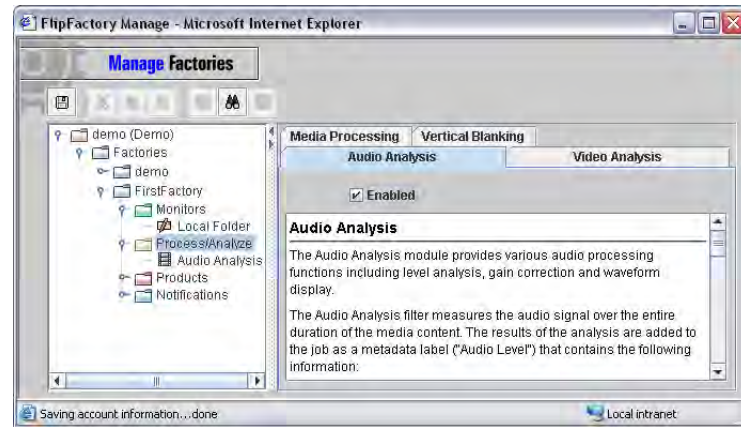 FlipFactory Manage - Microsoft Internet Explorer
Manage Factories
demo (Demo)
Factories
demo
FirstFactory
Monitors
Local Folder
Process/Analyze
Audio Analysis
Products
Notifications
Media Processing
Vertical Blanking
Audio Analysis
Video Analysis
Enabled
Audio Analysis
The Audio Analysis module provides various audio processing
functions including level analysis, gain correction and waveform
display.
The Audio Analysis filter measures the audio signal over the entire
duration of the media content. The results of the analysis are added to
the job as a metadata label ("Audio Level") that contains the following
information:
Saving account information...done
Local intranet